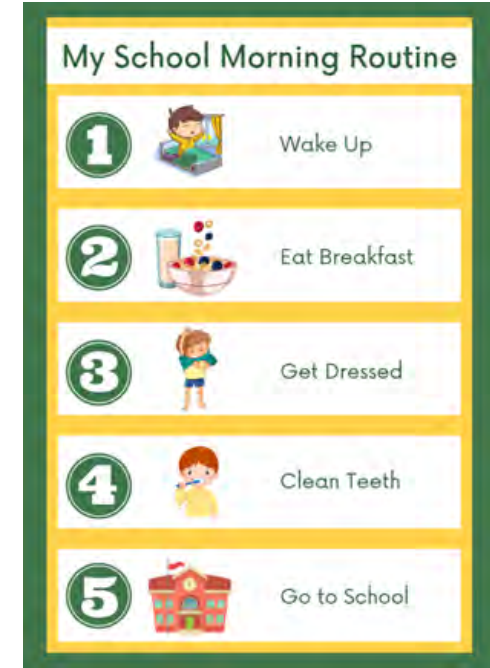 My School Morning Routine
1 Wake Up
2 Eat Breakfast
3 Get Dressed
4 Clean Teeth
5 Go to School